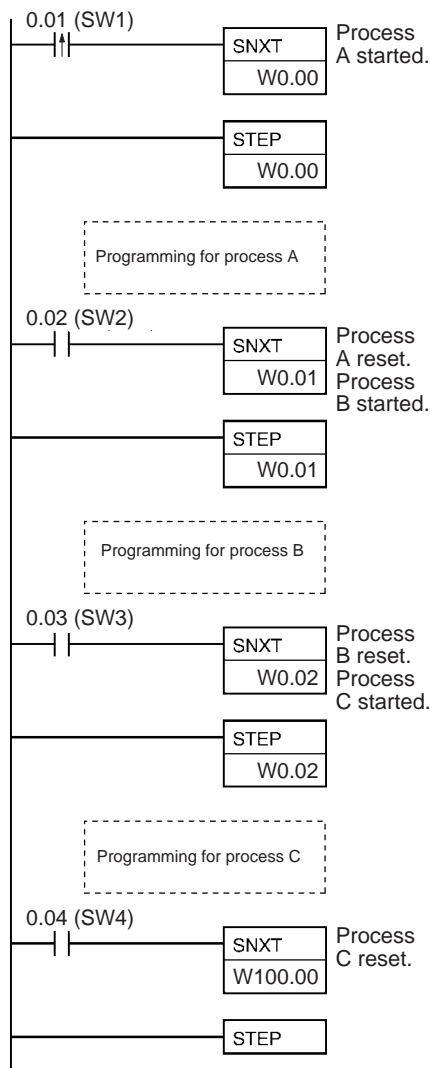 0.01 (SW1)
SNXT
W0.00
Process
A started.
STEP
W0.00
Programming for process A
0.02 (SW2)
SNXT
W0.01
Process
A reset.
Process
B started.
STEP
W0.01
Programming for process B
0.03 (SW3)
SNXT
W0.02
Process
B reset.
Process
C started.
STEP
W0.02
Programming for process C
0.04 (SW4)
SNXT
W100.00
Process
C reset.
STEP